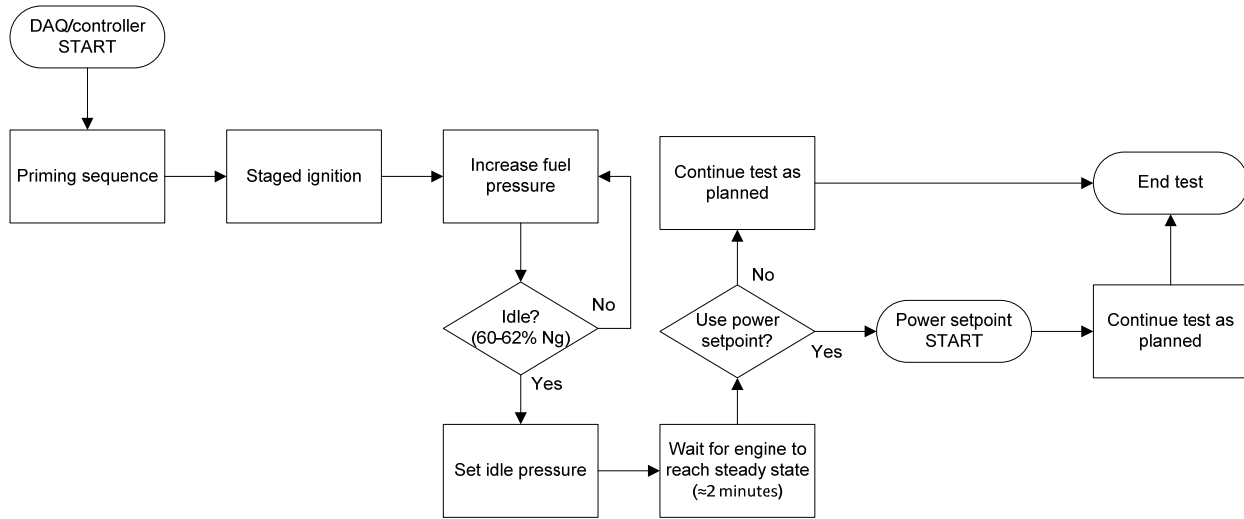 DAQ/controller
START
Priming sequence
Staged ignition
Increase fuel
pressure
Idle?
(60–62% Ng)
No
Yes
Set idle pressure
Wait for engine to
reach steady state
(≈2 minutes)
Use power
setpoint?
No
Yes
Continue test as
planned
Power setpoint
START
Continue test as
planned
End test